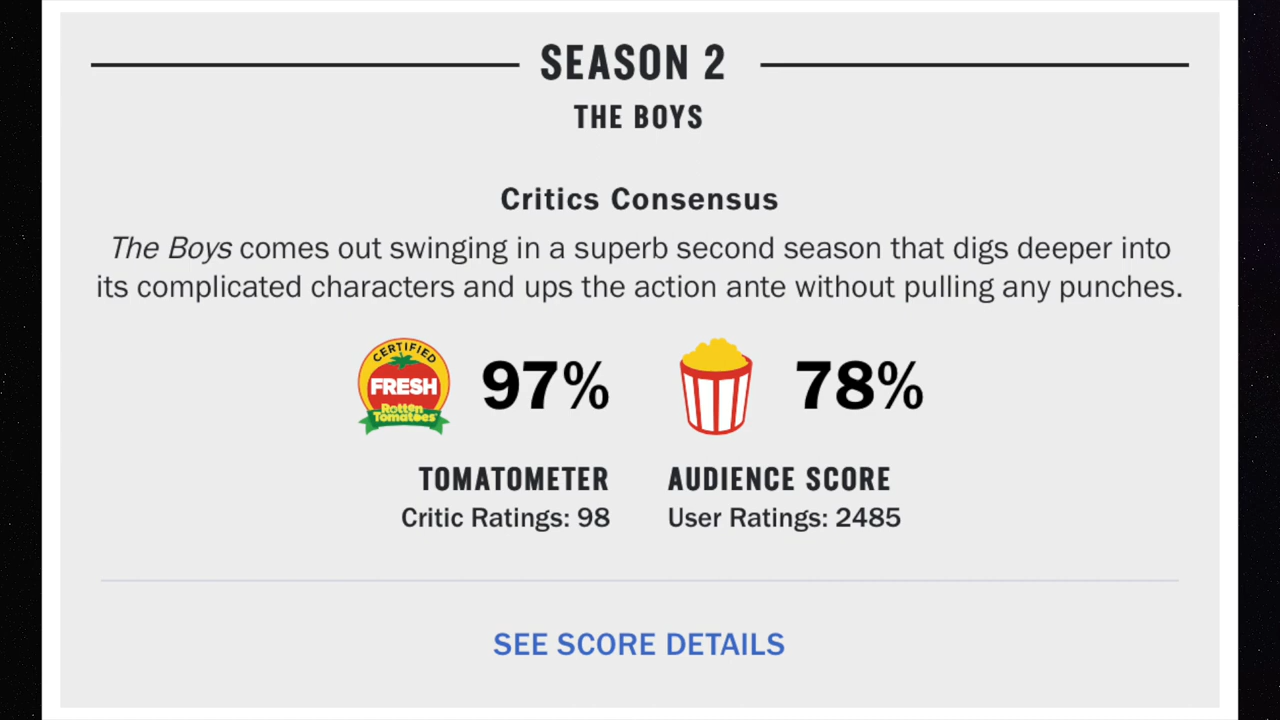 SEASON 2
THE BOYS
Critics Consensus
The Boys comes out swinging in a superb second season that digs deeper into
its complicated characters and ups the action ante without pulling any punches.
CERTIFIED
FRESH
Rotten
Tomatoes
97%
78%
TOMATOMETER
AUDIENCE SCORE
Critic Ratings: 98
User Ratings: 2485
SEE SCORE DETAILS